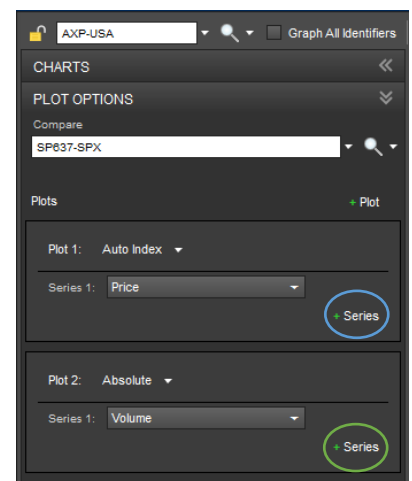 AXP-USA Graph All Identifiers
CHARTS
PLOT OPTIONS
Compare
SP637-SPX
Plots + Plot
Plot 1: Auto Index
Series 1: Price
+ Series
Plot 2: Absolute
Series 1: Volume
+ Series